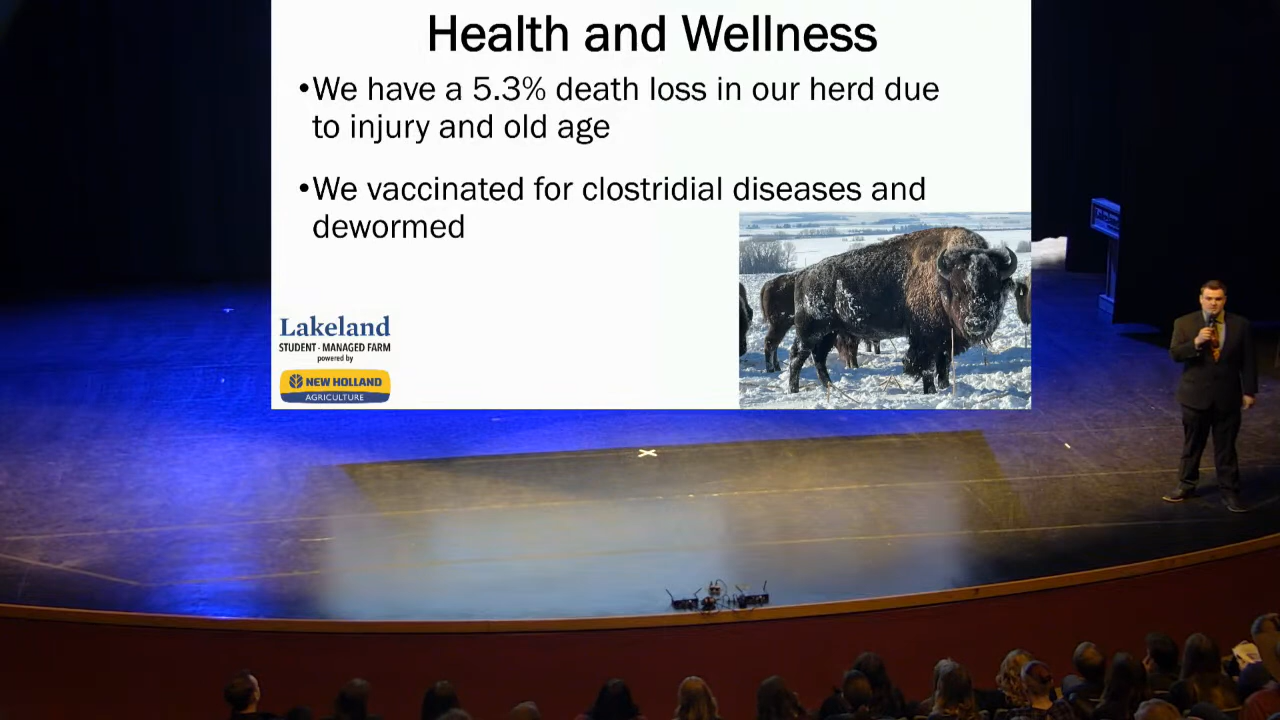 Health and Wellness
•We have a 5.3% death loss in our herd due
to injury and old age
•We vaccinated for clostridial diseases and
dewormed
Lakeland
STUDENT - MANAGED FARM
powered by
NEW HOLLAND
AGRICULTURE